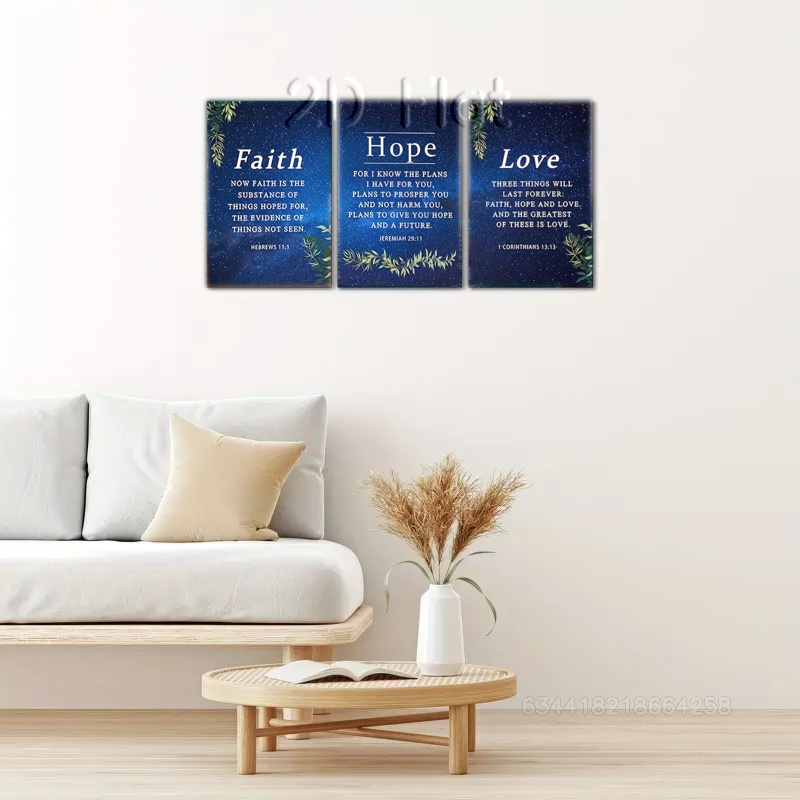 2D Flat
Faith
NOW FAITH IS THE
SUBSTANCE OF
THINGS HOPED FOR,
THE EVIDENCE OF
THINGS NOT SEEN.
HEBREWS 11:1
Hope
FOR I KNOW THE PLANS
I HAVE FOR YOU,
PLANS TO PROSPER YOU
AND NOT HARM YOU,
PLANS TO GIVE YOU HOPE
AND A FUTURE.
JEREMIAH 29:11
Love
THREE THINGS WILL
LAST FOREVER:
FAITH, HOPE AND LOVE.
AND THE GREATEST
OF THESE IS LOVE.
1 CORINTHIANS 13:13
634418218664258